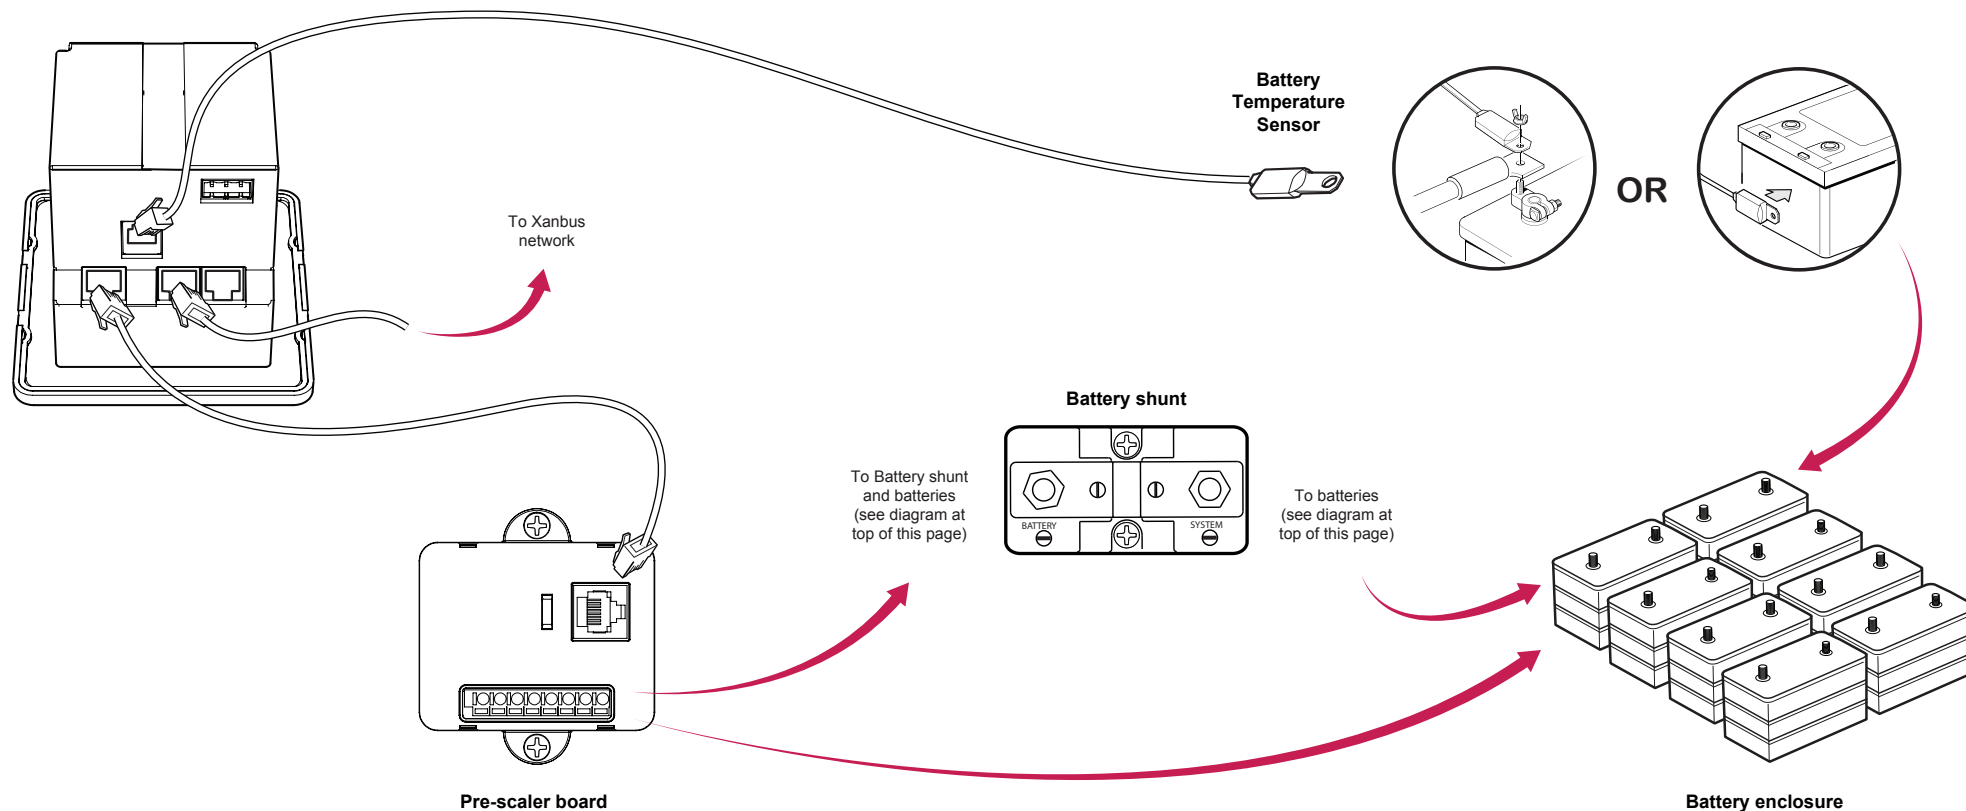 Battery
Temperature
Sensor
OR
To Xanbus
network
Battery shunt
To Battery shunt
and batteries
(see diagram at
top of this page)
BATTERY
SYSTEM
To batteries
(see diagram at
top of this page)
Pre-scaler board
Battery enclosure